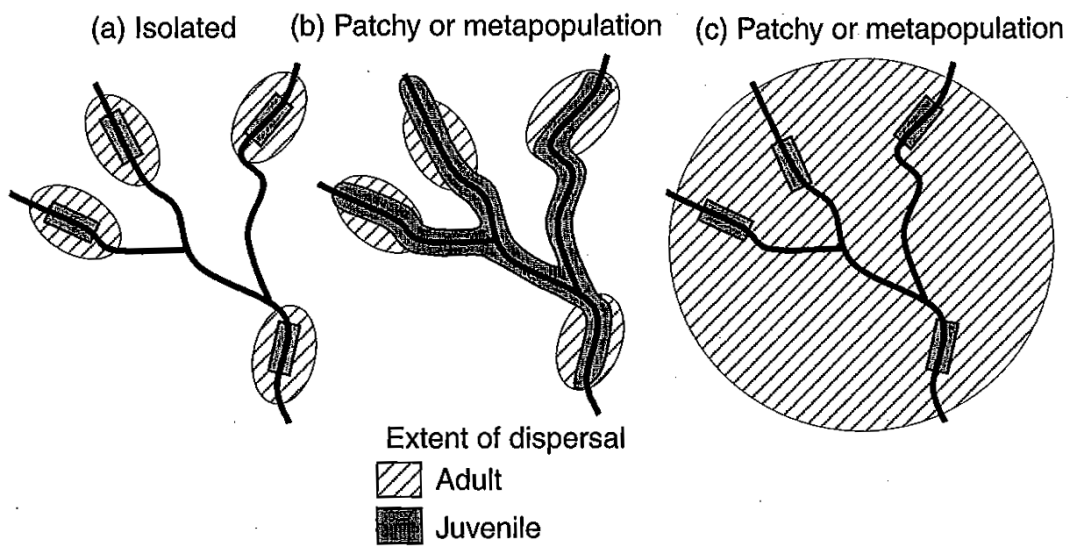 (a) Isolated
(b) Patchy or metapopulation
(c) Patchy or metapopulation
Extent of dispersal
Adult
Juvenile